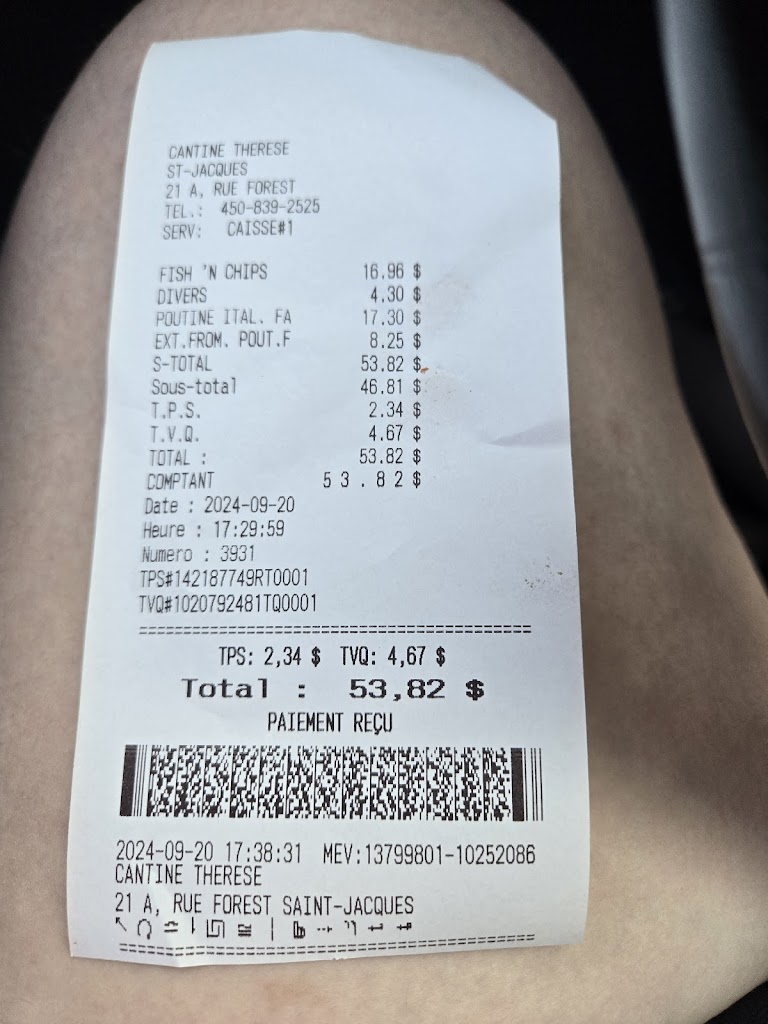 CANTINE THERESE
ST-JACQUES
21 A, RUE FOREST
TEL.: 450-839-2525
SERV: CAISSE#1
FISH 'N CHIPS 16.96 $
DIVERS 4.30 $
POUTINE ITAL. FA 17.30 $
EXT.FROM. POUT.F 8.25 $
S-TOTAL 53.82 $
Sous-total 46.81 $
T.P.S. 2.34 $
T.V.Q. 4.67 $
TOTAL : 53.82 $
COMPTANT 53.82$
Date : 2024-09-20
Heure : 17:29:59
Numero : 3931
TPS#142187749RT0001
TVQ#1020792481TQ0001
TPS: 2,34 $ TVQ: 4,67 $
Total : 53,82 $
PAIEMENT REÇU
2024-09-20 17:38:31 MEV:13799801-10252086
CANTINE THERESE
21 A, RUE FOREST SAINT-JACQUES